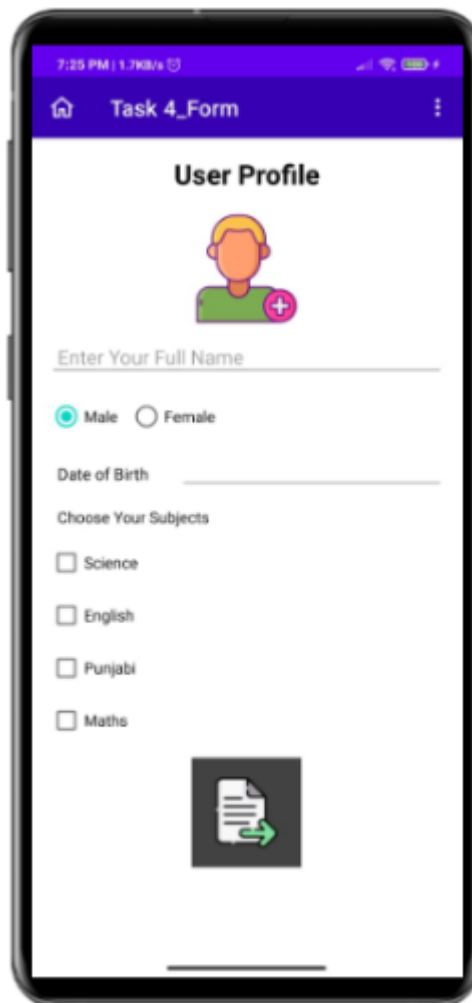 7:25 PM | 1.7KB/s
Task 4_Form
User Profile
Enter Your Full Name
Male Female
Date of Birth
Choose Your Subjects
Science
English
Punjabi
Maths